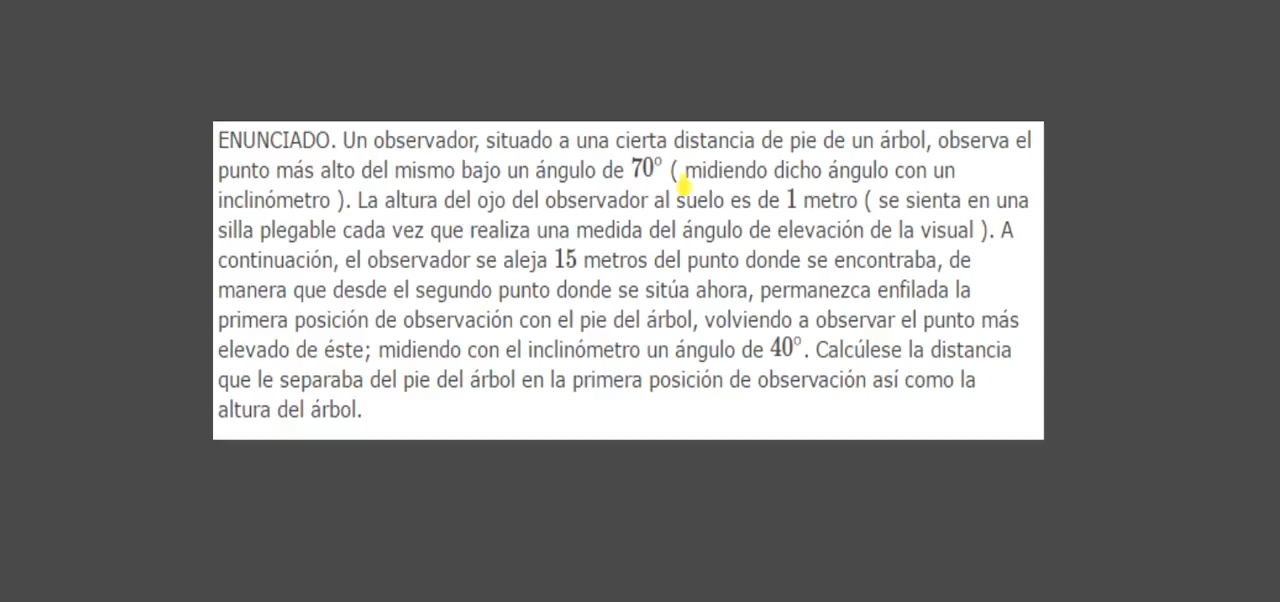 ENUNCIADO. Un observador, situado a una cierta distancia de pie de un árbol, observa el
punto más alto del mismo bajo un ángulo de 70° ( midiendo dicho ángulo con un
inclinómetro ). La altura del ojo del observador al suelo es de 1 metro ( se sienta en una
silla plegable cada vez que realiza una medida del ángulo de elevación de la visual ). A
continuación, el observador se aleja 15 metros del punto donde se encontraba, de
manera que desde el segundo punto donde se sitúa ahora, permanezca enfilada la
primera posición de observación con el pie del árbol, volviendo a observar el punto más
elevado de éste; midiendo con el inclinómetro un ángulo de 40°. Calcúlese la distancia
que le separaba del pie del árbol en la primera posición de observación así como la
altura del árbol.